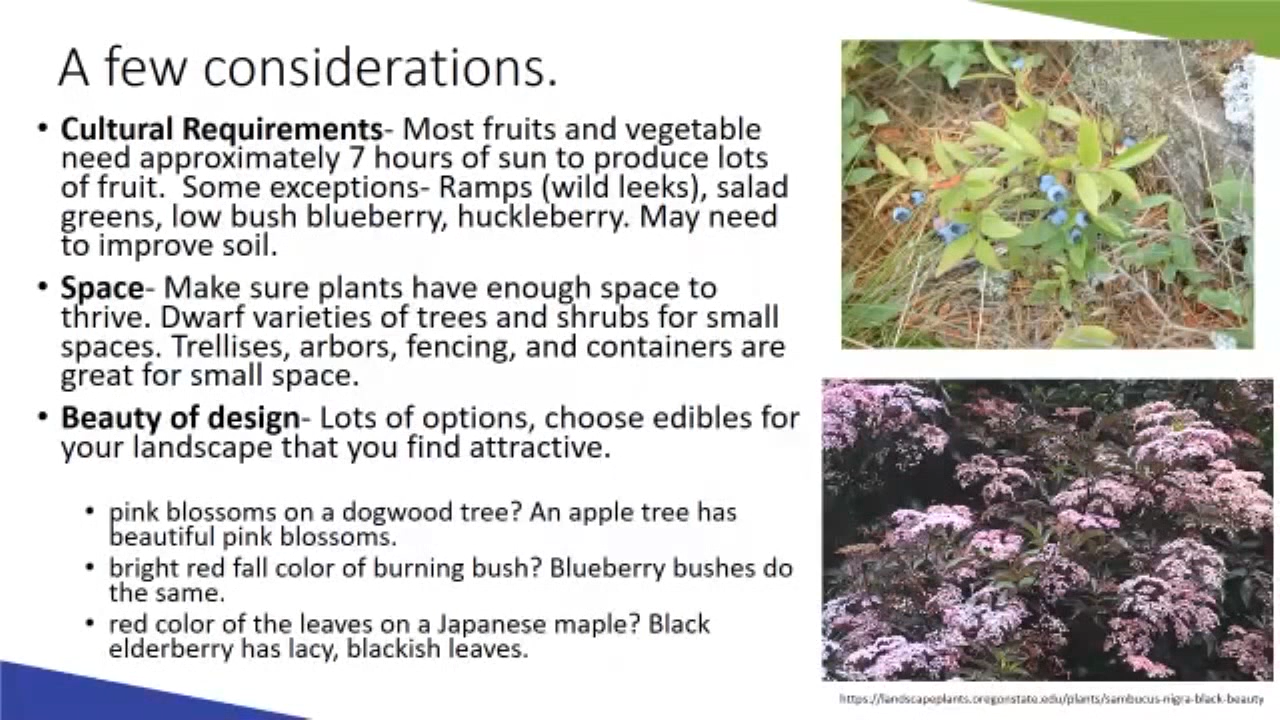 A few considerations.
• Cultural Requirements- Most fruits and vegetable
need approximately 7 hours of sun to produce lots
of fruit.  Some exceptions- Ramps (wild leeks), salad
greens, low bush blueberry, huckleberry. May need
to improve soil.
• Space- Make sure plants have enough space to
thrive. Dwarf varieties of trees and shrubs for small
spaces. Trellises, arbors, fencing, and containers are
great for small space.
• Beauty of design- Lots of options, choose edibles for
your landscape that you find attractive.
• pink blossoms on a dogwood tree? An apple tree has
beautiful pink blossoms.
• bright red fall color of burning bush? Blueberry bushes do
the same.
• red color of the leaves on a Japanese maple? Black
elderberry has lacy, blackish leaves.
https://landscapeplants.oregonstate.edu/plants/sambucus-nigra-black-beauty